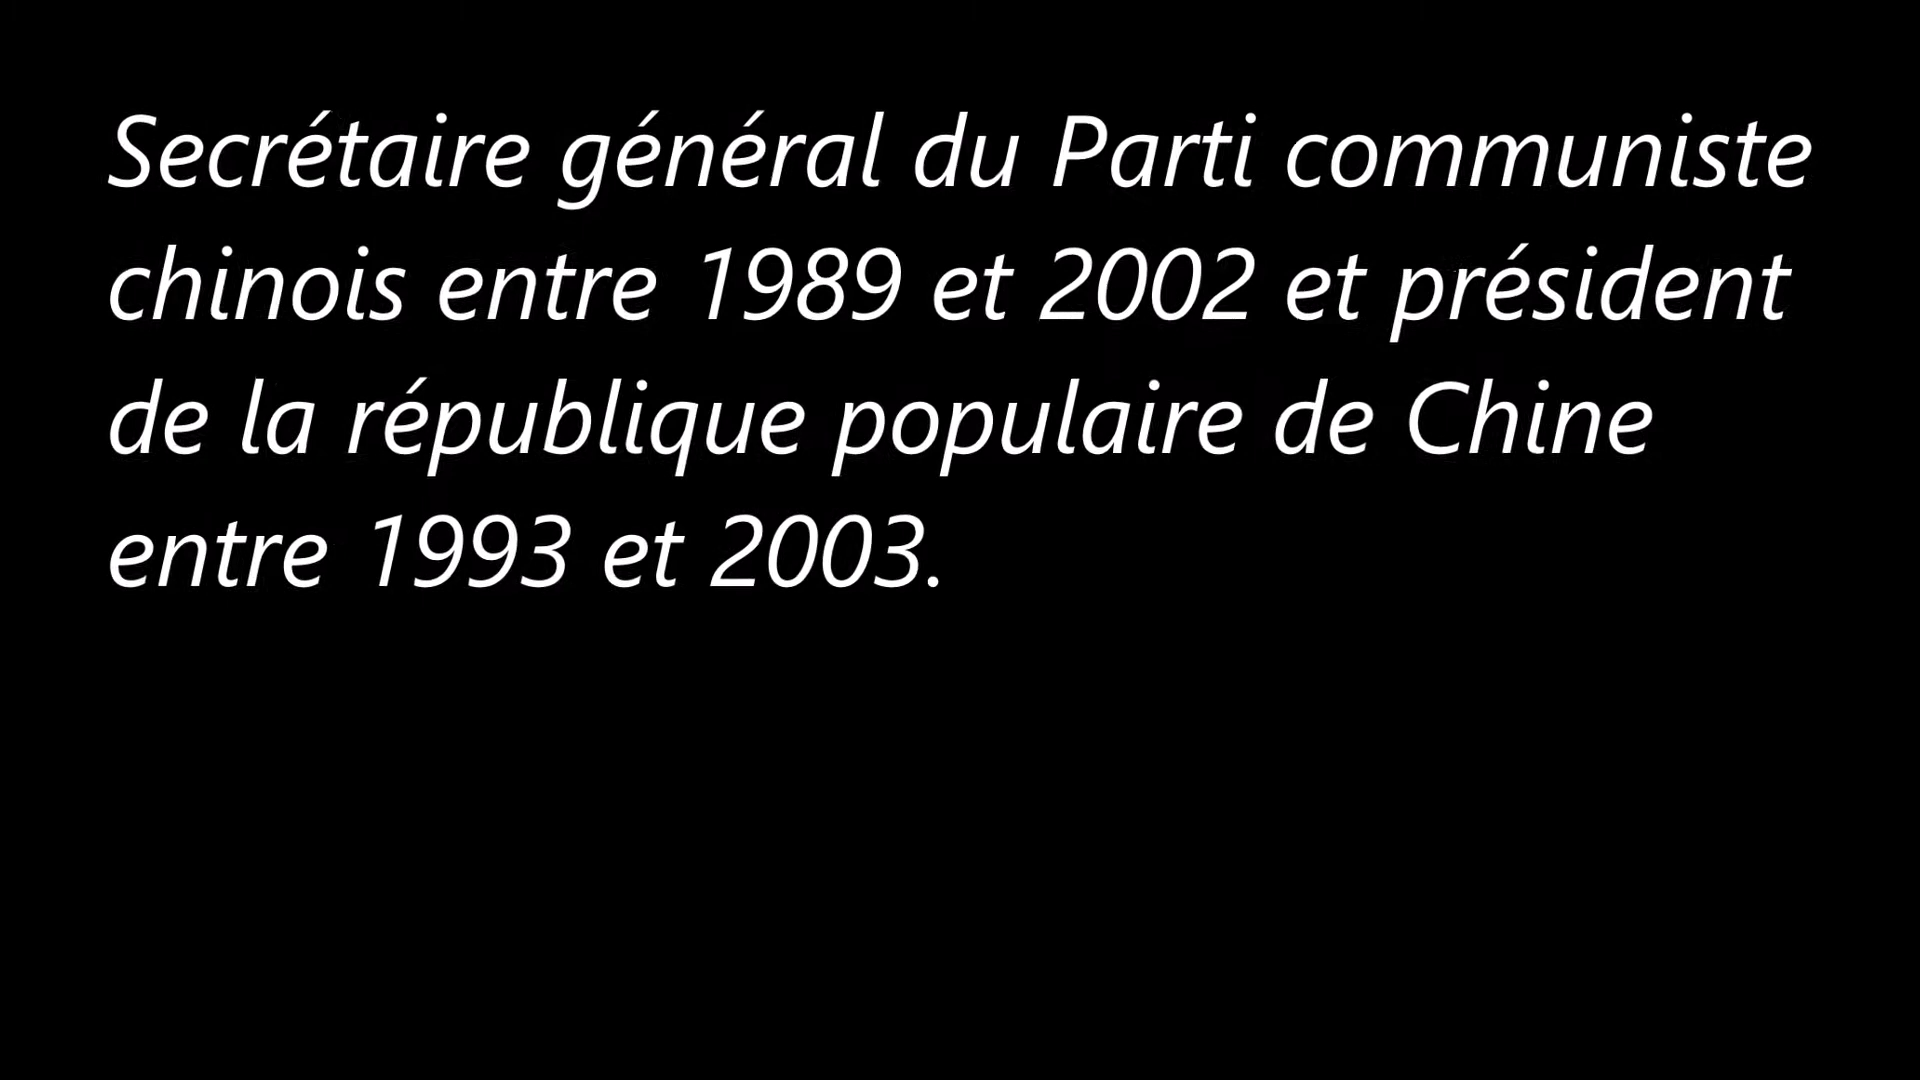 Secrétaire général du Parti communiste
chinois entre 1989 et 2002 et président
de la république populaire de Chine
entre 1993 et 2003.